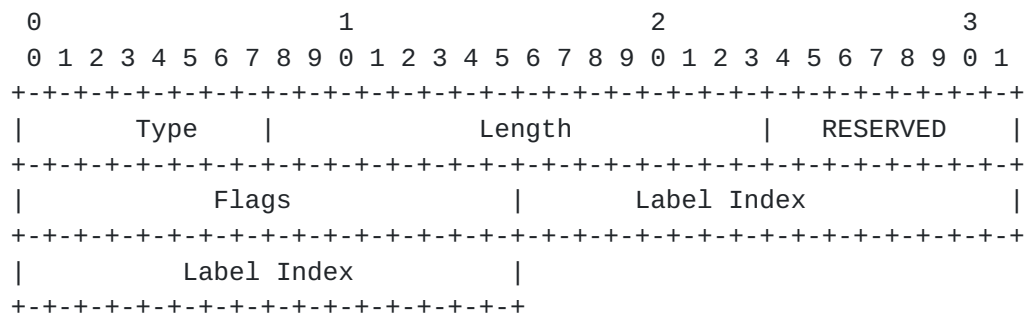 0                   1                   2                   3
 0 1 2 3 4 5 6 7 8 9 0 1 2 3 4 5 6 7 8 9 0 1 2 3 4 5 6 7 8 9 0 1
+-+-+-+-+-+-+-+-+-+-+-+-+-+-+-+-+-+-+-+-+-+-+-+-+-+-+-+-+-+-+-+-+
|       Type    |             Length            |   RESERVED    |
+-+-+-+-+-+-+-+-+-+-+-+-+-+-+-+-+-+-+-+-+-+-+-+-+-+-+-+-+-+-+-+-+
|            Flags              |       Label Index             |
+-+-+-+-+-+-+-+-+-+-+-+-+-+-+-+-+-+-+-+-+-+-+-+-+-+-+-+-+-+-+-+-+
|          Label Index          |
+-+-+-+-+-+-+-+-+-+-+-+-+-+-+-+-+